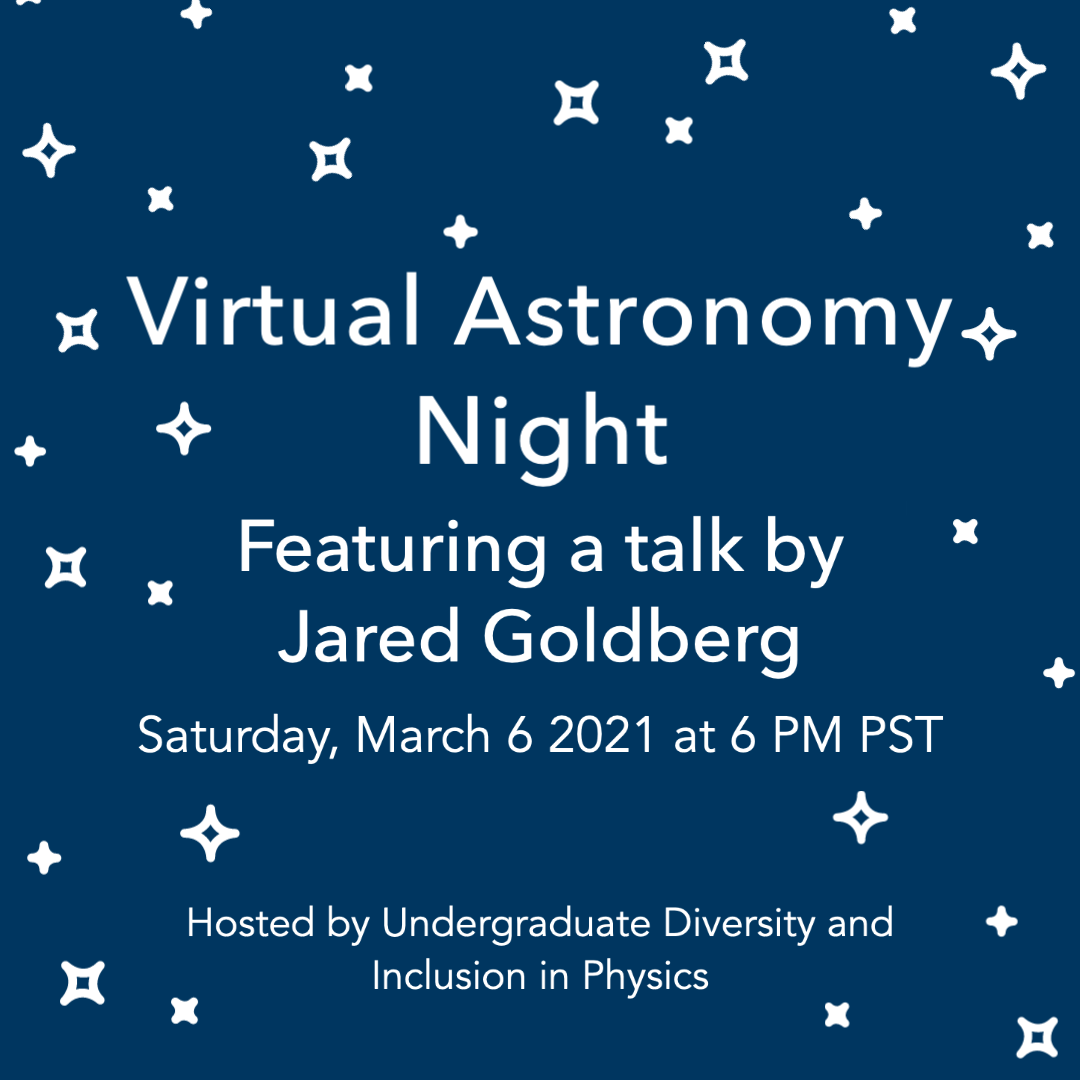 Virtual Astronomy
Night
Featuring a talk by
Jared Goldberg
Saturday, March 6 2021 at 6 PM PST
Hosted by Undergraduate Diversity and
Inclusion in Physics